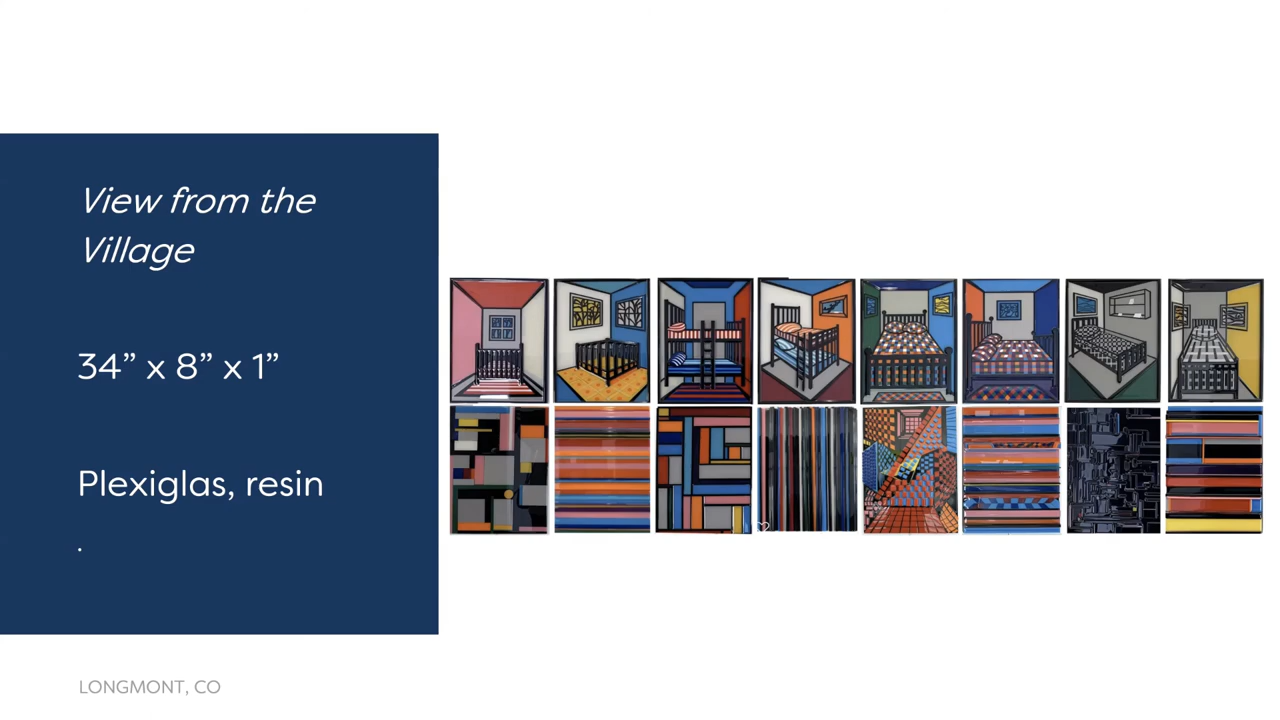 View from the
Village
34” x 8” x 1”
Plexiglas, resin
.
LONGMONT, CO